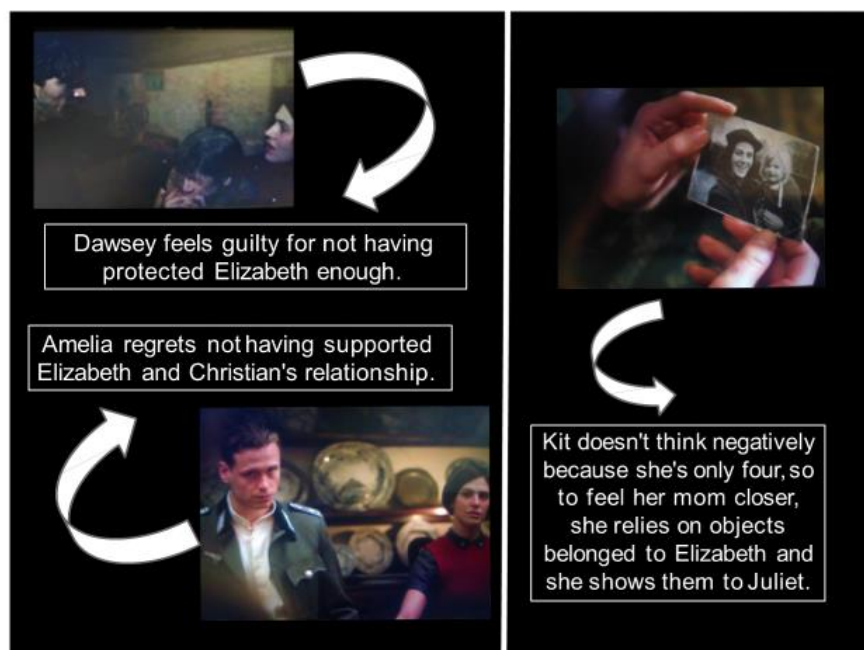 Dawsey feels guilty for not having
protected Elizabeth enough.
Amelia regrets not having supported
Elizabeth and Christian's relationship.
Kit doesn't think negatively
because she's only four, so
to feel her mom closer,
she relies on objects
belonged to Elizabeth and
she shows them to Juliet.